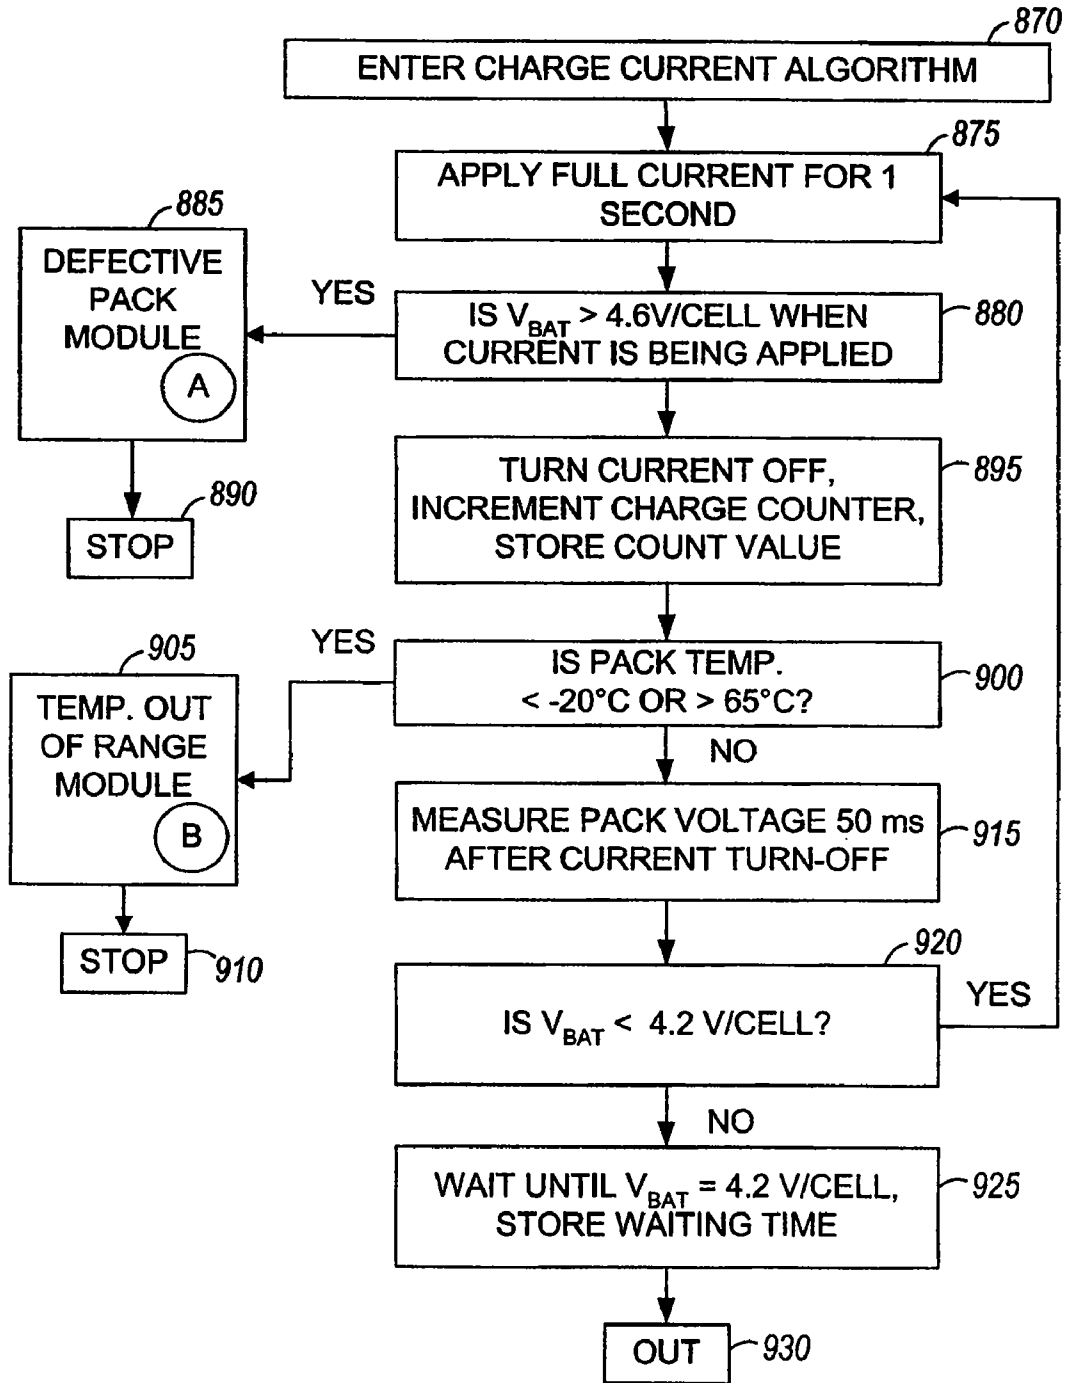 870
ENTER CHARGE CURRENT ALGORITHM
875
APPLY FULL CURRENT FOR 1
SECOND
885
DEFECTIVE
PACK
MODULE
A
YES
IS VBAT > 4.6V/CELL WHEN
CURRENT IS BEING APPLIED
880
890
STOP
TURN CURRENT OFF,
INCREMENT CHARGE COUNTER,
STORE COUNT VALUE
895
YES
905
TEMP. OUT
OF RANGE
MODULE
B
IS PACK TEMP.
< -20°C OR > 65°C?
900
NO
MEASURE PACK VOLTAGE 50 ms
AFTER CURRENT TURN-OFF
915
STOP
910
920
IS VBAT < 4.2 V/CELL?
YES
NO
WAIT UNTIL VBAT = 4.2 V/CELL,
STORE WAITING TIME
925
OUT
930